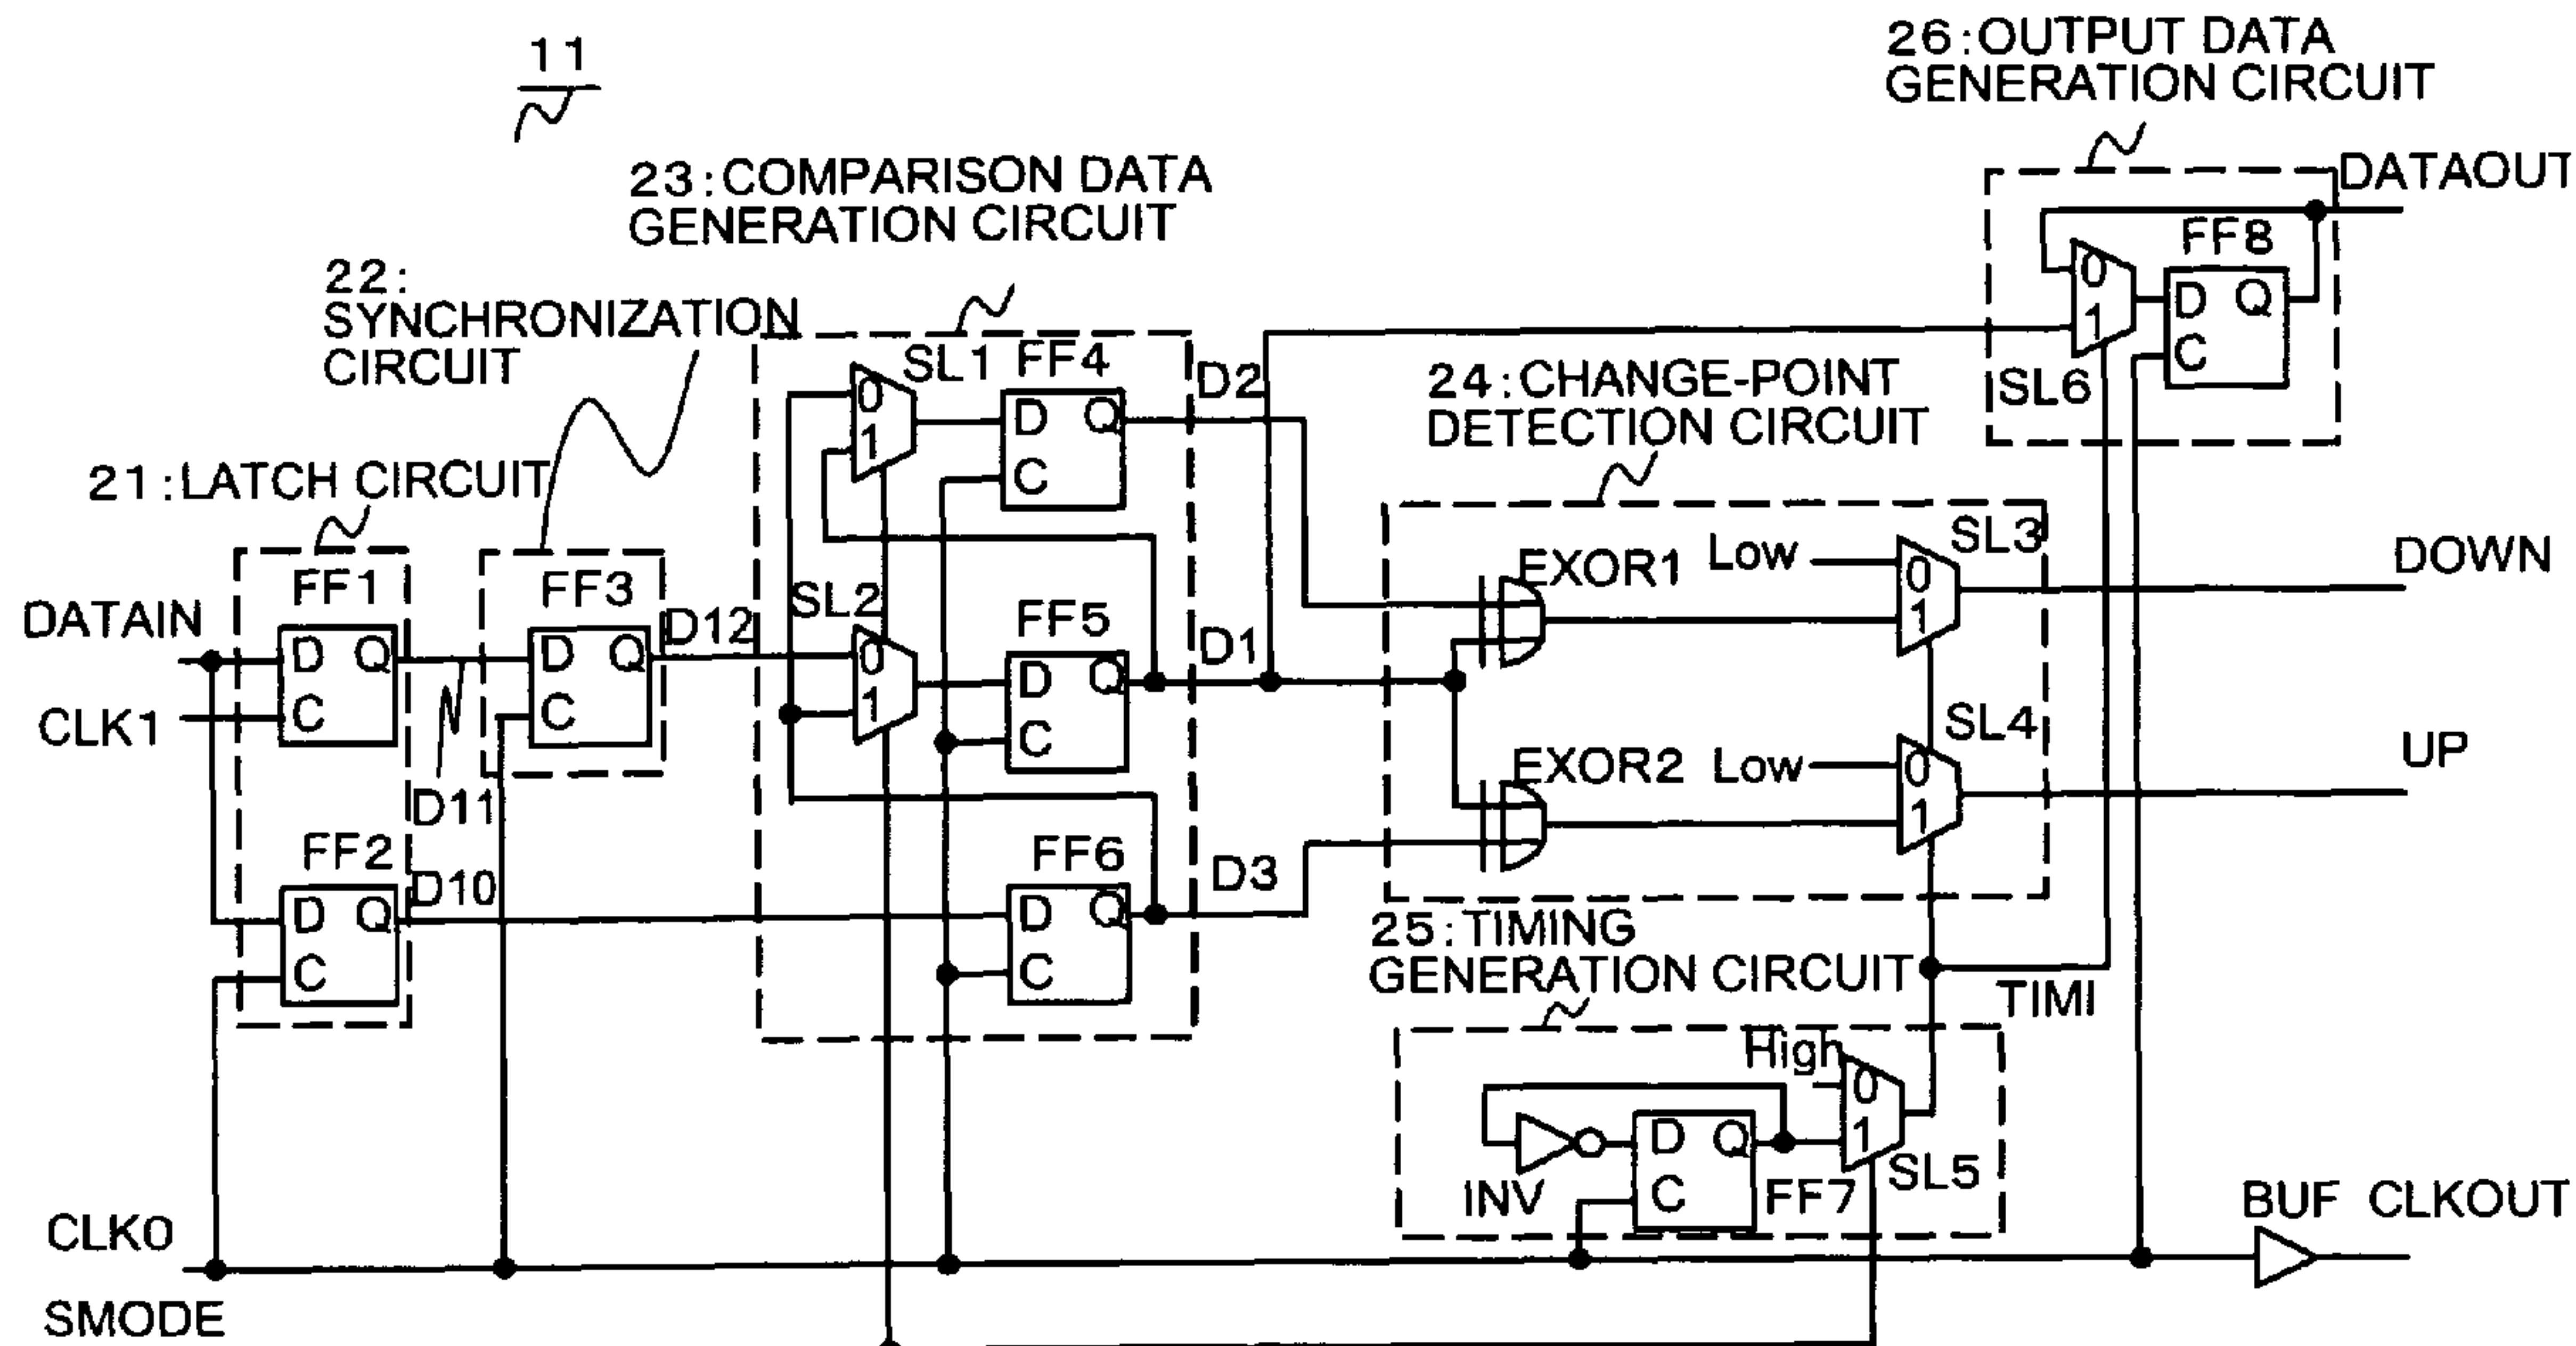 11
26:OUTPUT DATA
GENERATION CIRCUIT
DATAOUT
23:COMPARISON DATA
GENERATION CIRCUIT
22:
SYNCHRONIZATION
CIRCUIT
21:LATCH CIRCUIT
24:CHANGE-POINT
DETECTION CIRCUIT
25:TIMING
GENERATION CIRCUIT
DATAIN
CLK1
CLK0
SMODE
FF1
D Q
C
FF2
D Q
C
D11
D10
FF3
D Q
C
D12
SL1
0
1
SL2
0
1
FF4
D Q
C
FF5
D Q
C
FF6
D Q
C
D2
D1
D3
EXOR1
Low
SL3
0
1
DOWN
EXOR2
Low
SL4
0
1
UP
TIMI
High
0
1
SL5
INV
D Q
C
FF7
SL6
0
1
FF8
D Q
C
BUF
CLKOUT